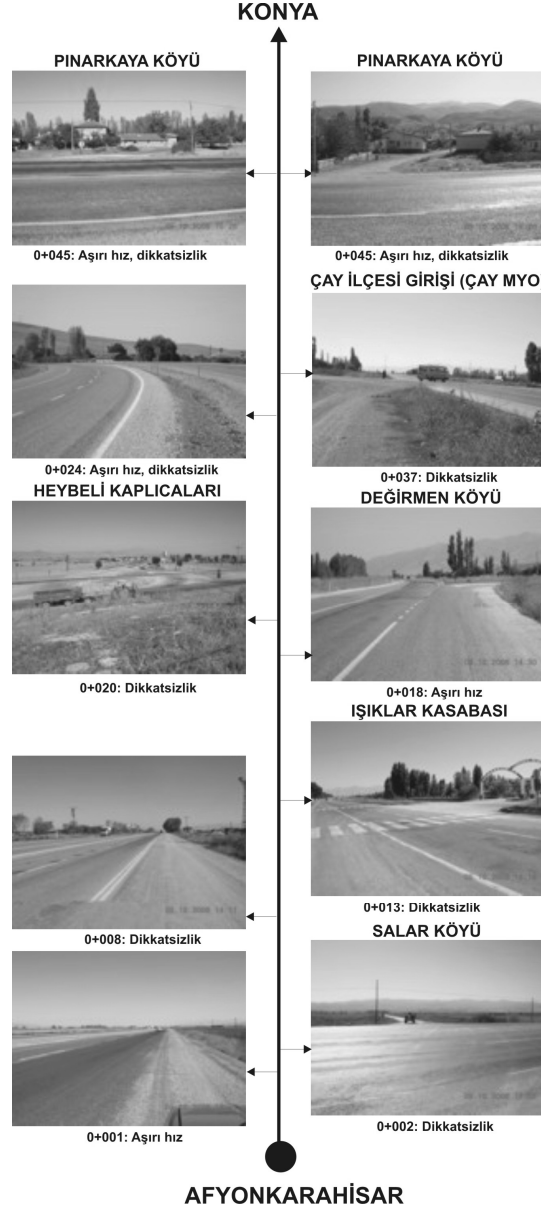 KONYA
PINARKAYA KÖYÜ
PINARKAYA KÖYÜ
0+045: Aşırı hız, dikkatsizlik
0+045: Aşırı hız, dikkatsizlik
ÇAY İLÇESİ GİRİŞİ (ÇAY MYO
0+024: Aşırı hız, dikkatsizlik
0+037: Dikkatsizlik
HEYBELİ KAPLICALARI
DEĞİRMEN KÖYÜ
0+020: Dikkatsizlik
0+018: Aşırı hız
IŞIKLAR KASABASI
0+013: Dikkatsizlik
0+008: Dikkatsizlik
SALAR KÖYÜ
0+002: Dikkatsizlik
0+001: Aşırı hız
AFYONKARAHİSAR